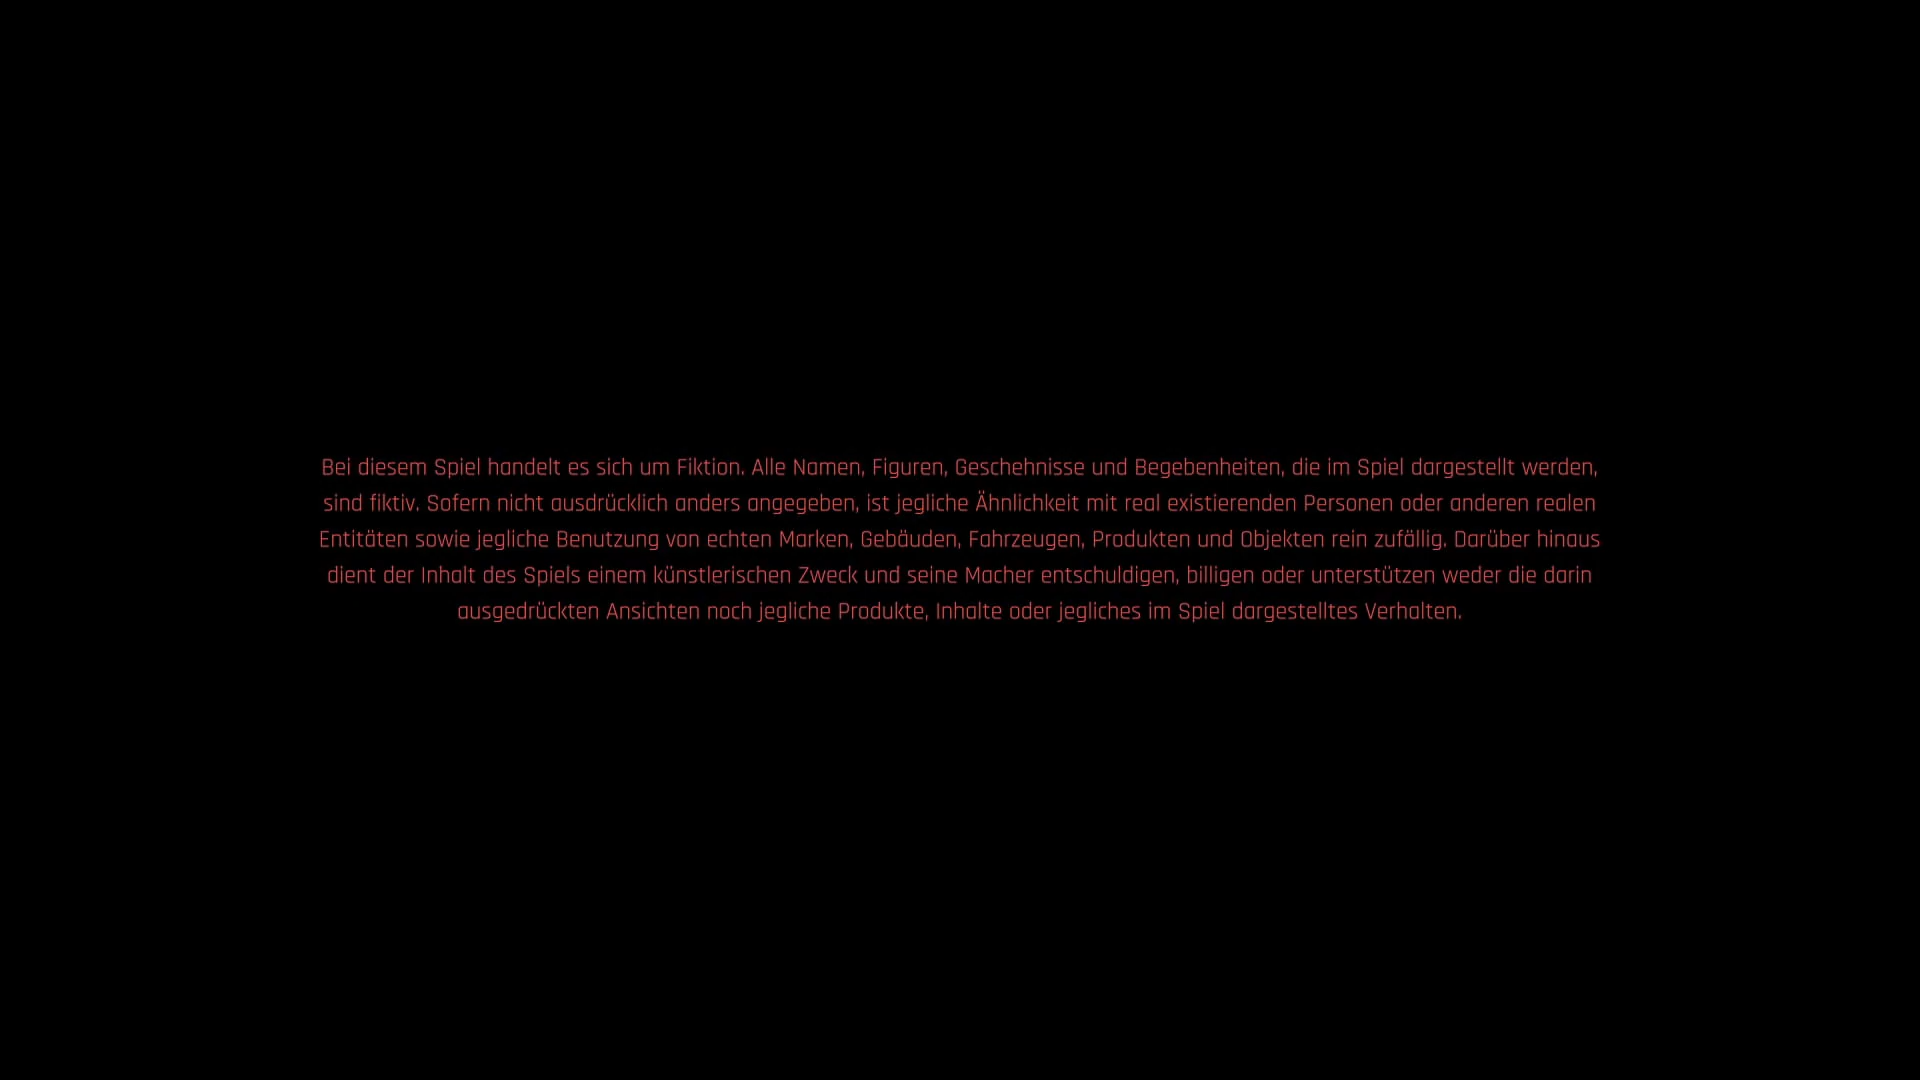 Bei diesem Spiel handelt es sich um Fiktion. Alle Namen, Figuren, Geschehnisse und Begebenheiten, die im Spiel dargestellt werden,
sind fiktiv. Sofern nicht ausdrücklich anders angegeben, ist jegliche Ähnlichkeit mit real existierenden Personen oder anderen realen
Entitäten sowie jegliche Benutzung von echten Marken, Gebäuden, Fahrzeugen, Produkten und Objekten rein zufällig. Darüber hinaus
dient der Inhalt des Spiels einem künstlerischen Zweck und seine Macher entschuldigen, billigen oder unterstützen weder die darin
ausgedrückten Ansichten noch jegliche Produkte, Inhalte oder jegliches im Spiel dargestelltes Verhalten.